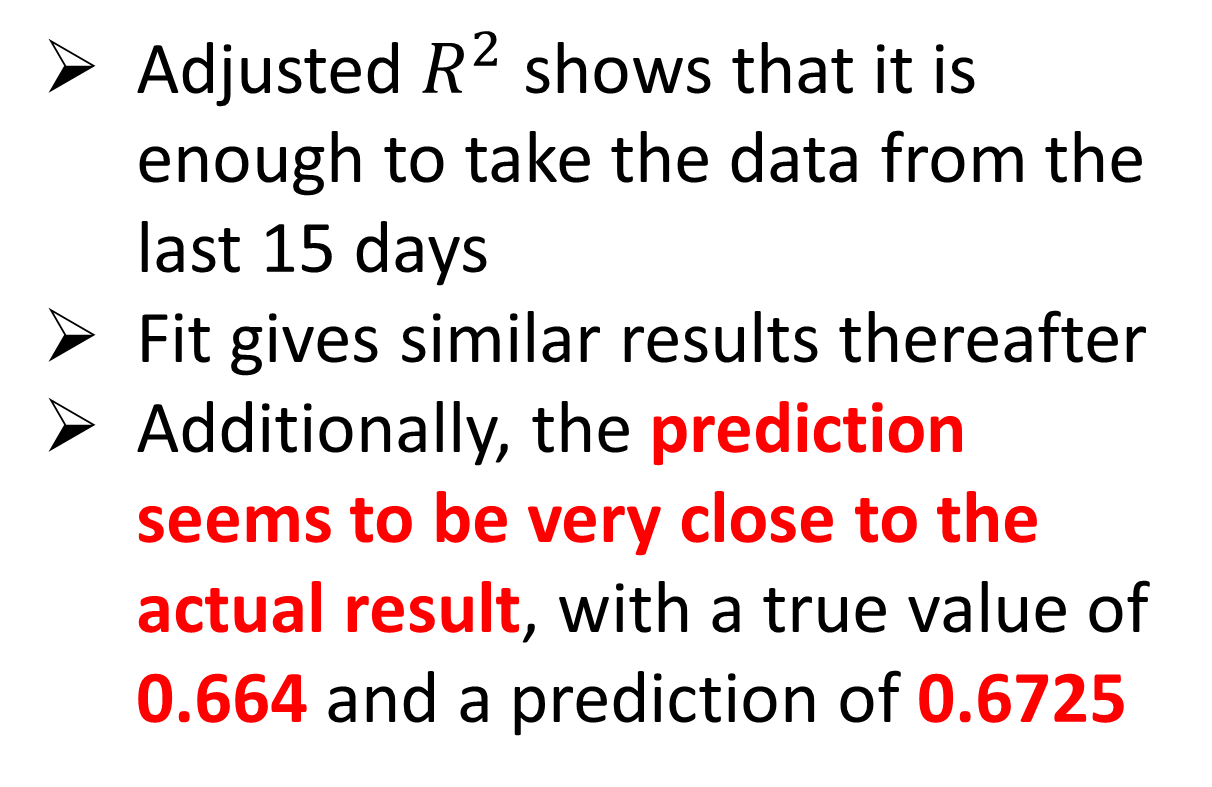 ➢ Adjusted R² shows that it is
enough to take the data from the
last 15 days
➢ Fit gives similar results thereafter
➢ Additionally, the prediction
seems to be very close to the
actual result, with a true value of
0.664 and a prediction of 0.6725